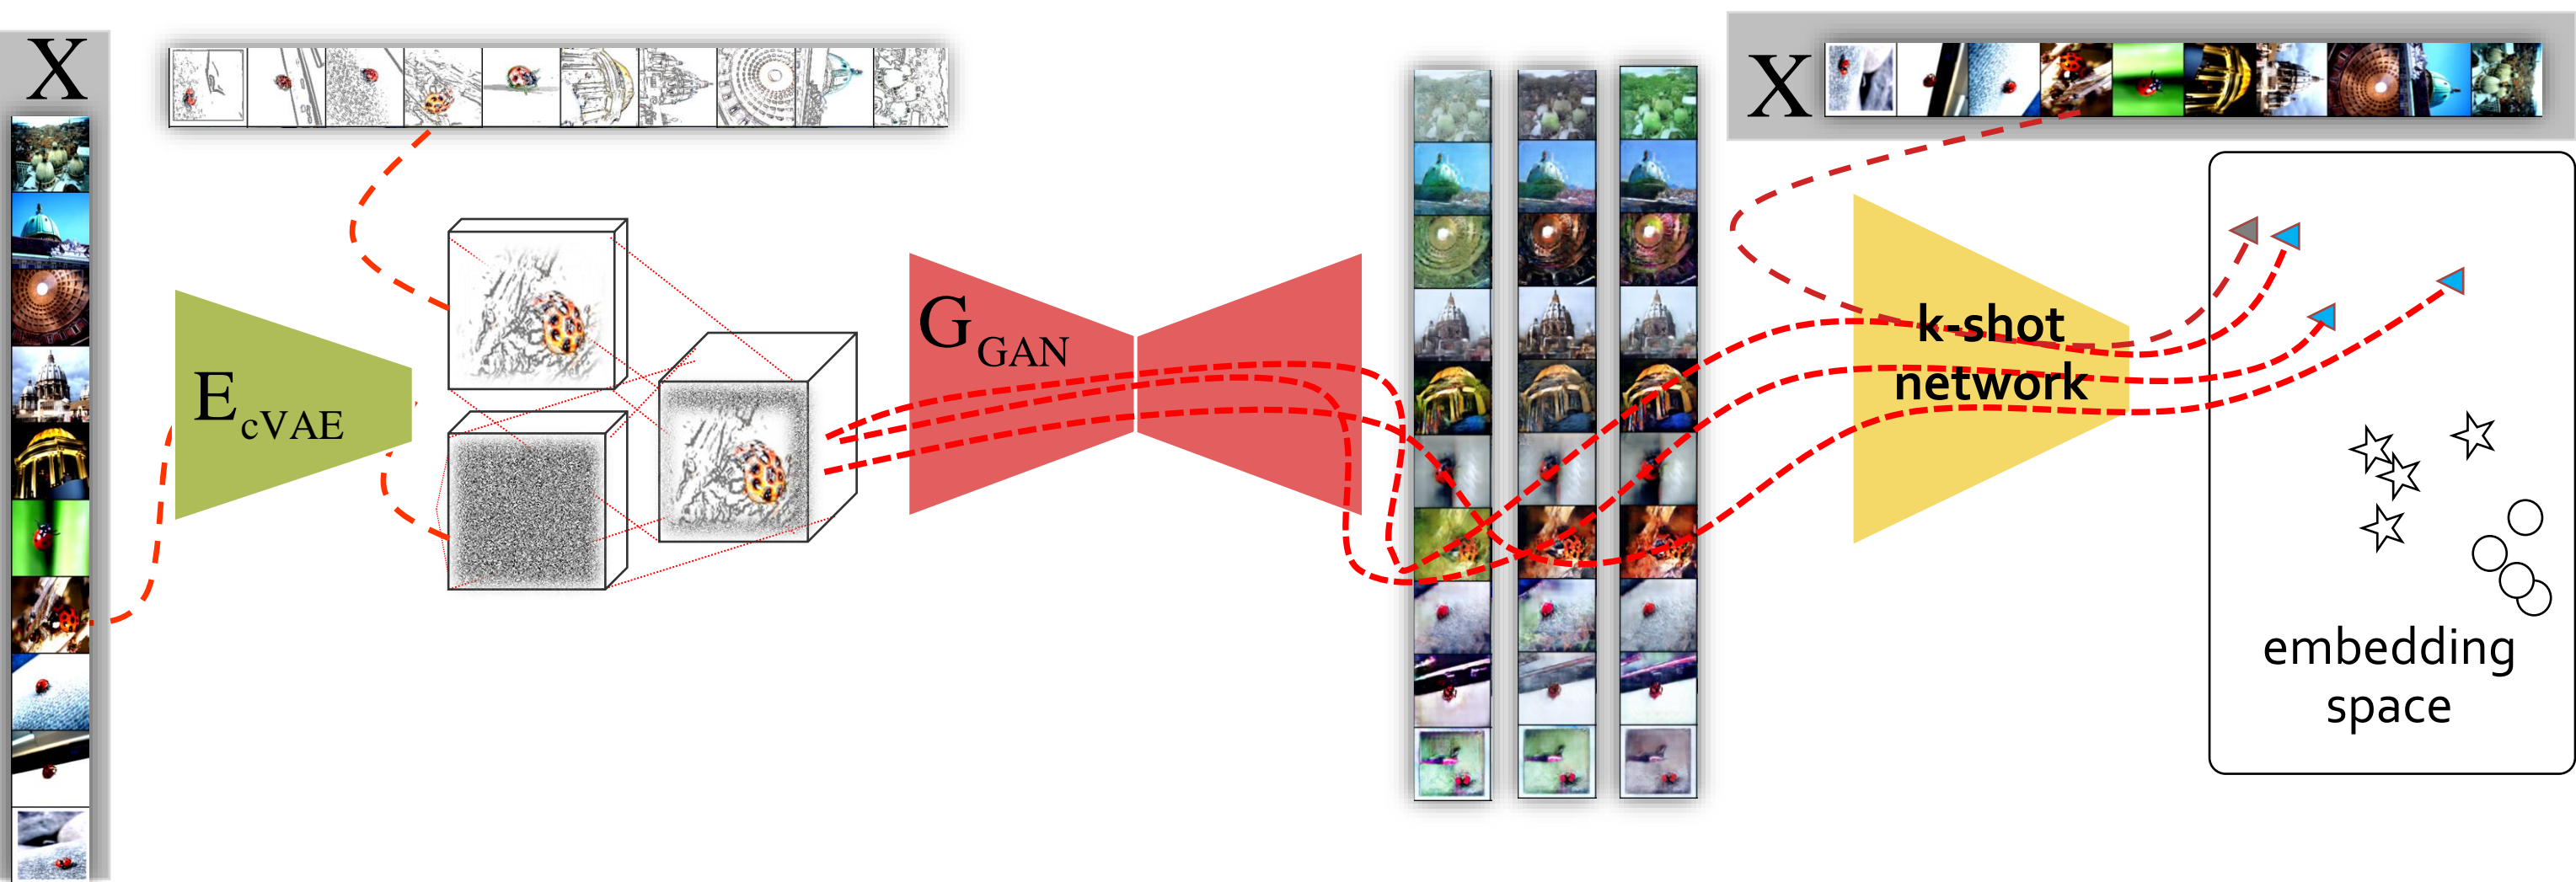 X
E cVAE
G GAN
X
k-shot
network
embedding
space